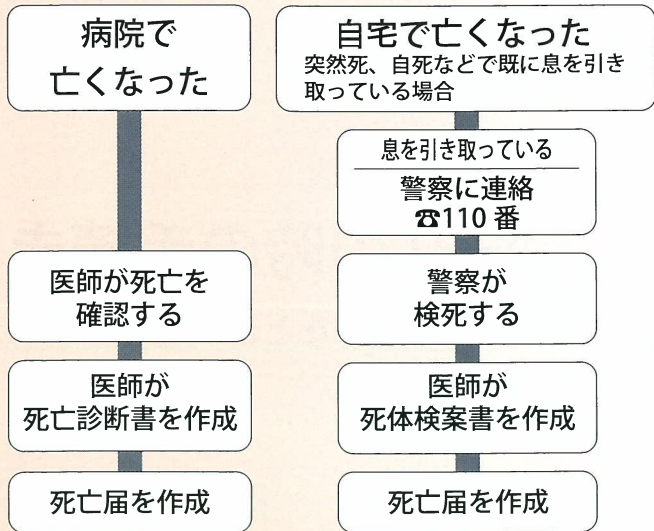 病院で
亡くなった
医師が死亡を
確認する
医師が
死亡診断書を作成
死亡届を作成
自宅で亡くなった
突然死、自死などで既に息を引き
取っている場合
息を引き取っている
警察に連絡
☎110 番
警察が
検死する
医師が
死体検案書を作成
死亡届を作成